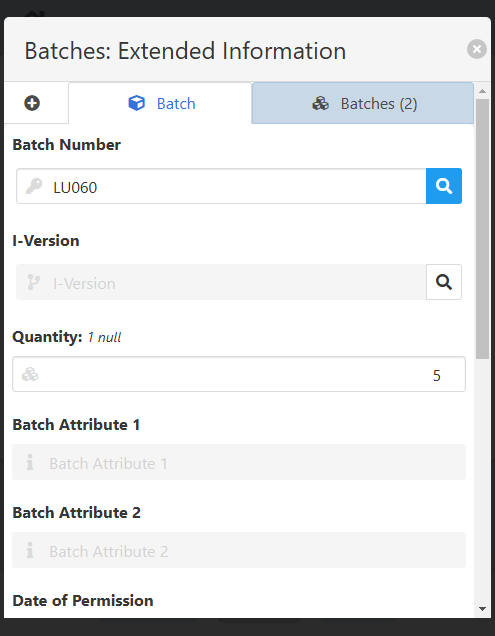 Batches: Extended Information
Batch
Batches (2)
Batch Number
LU060
I-Version
I-Version
Quantity: 1 null
5
Batch Attribute 1
Batch Attribute 1
Batch Attribute 2
Batch Attribute 2
Date of Permission